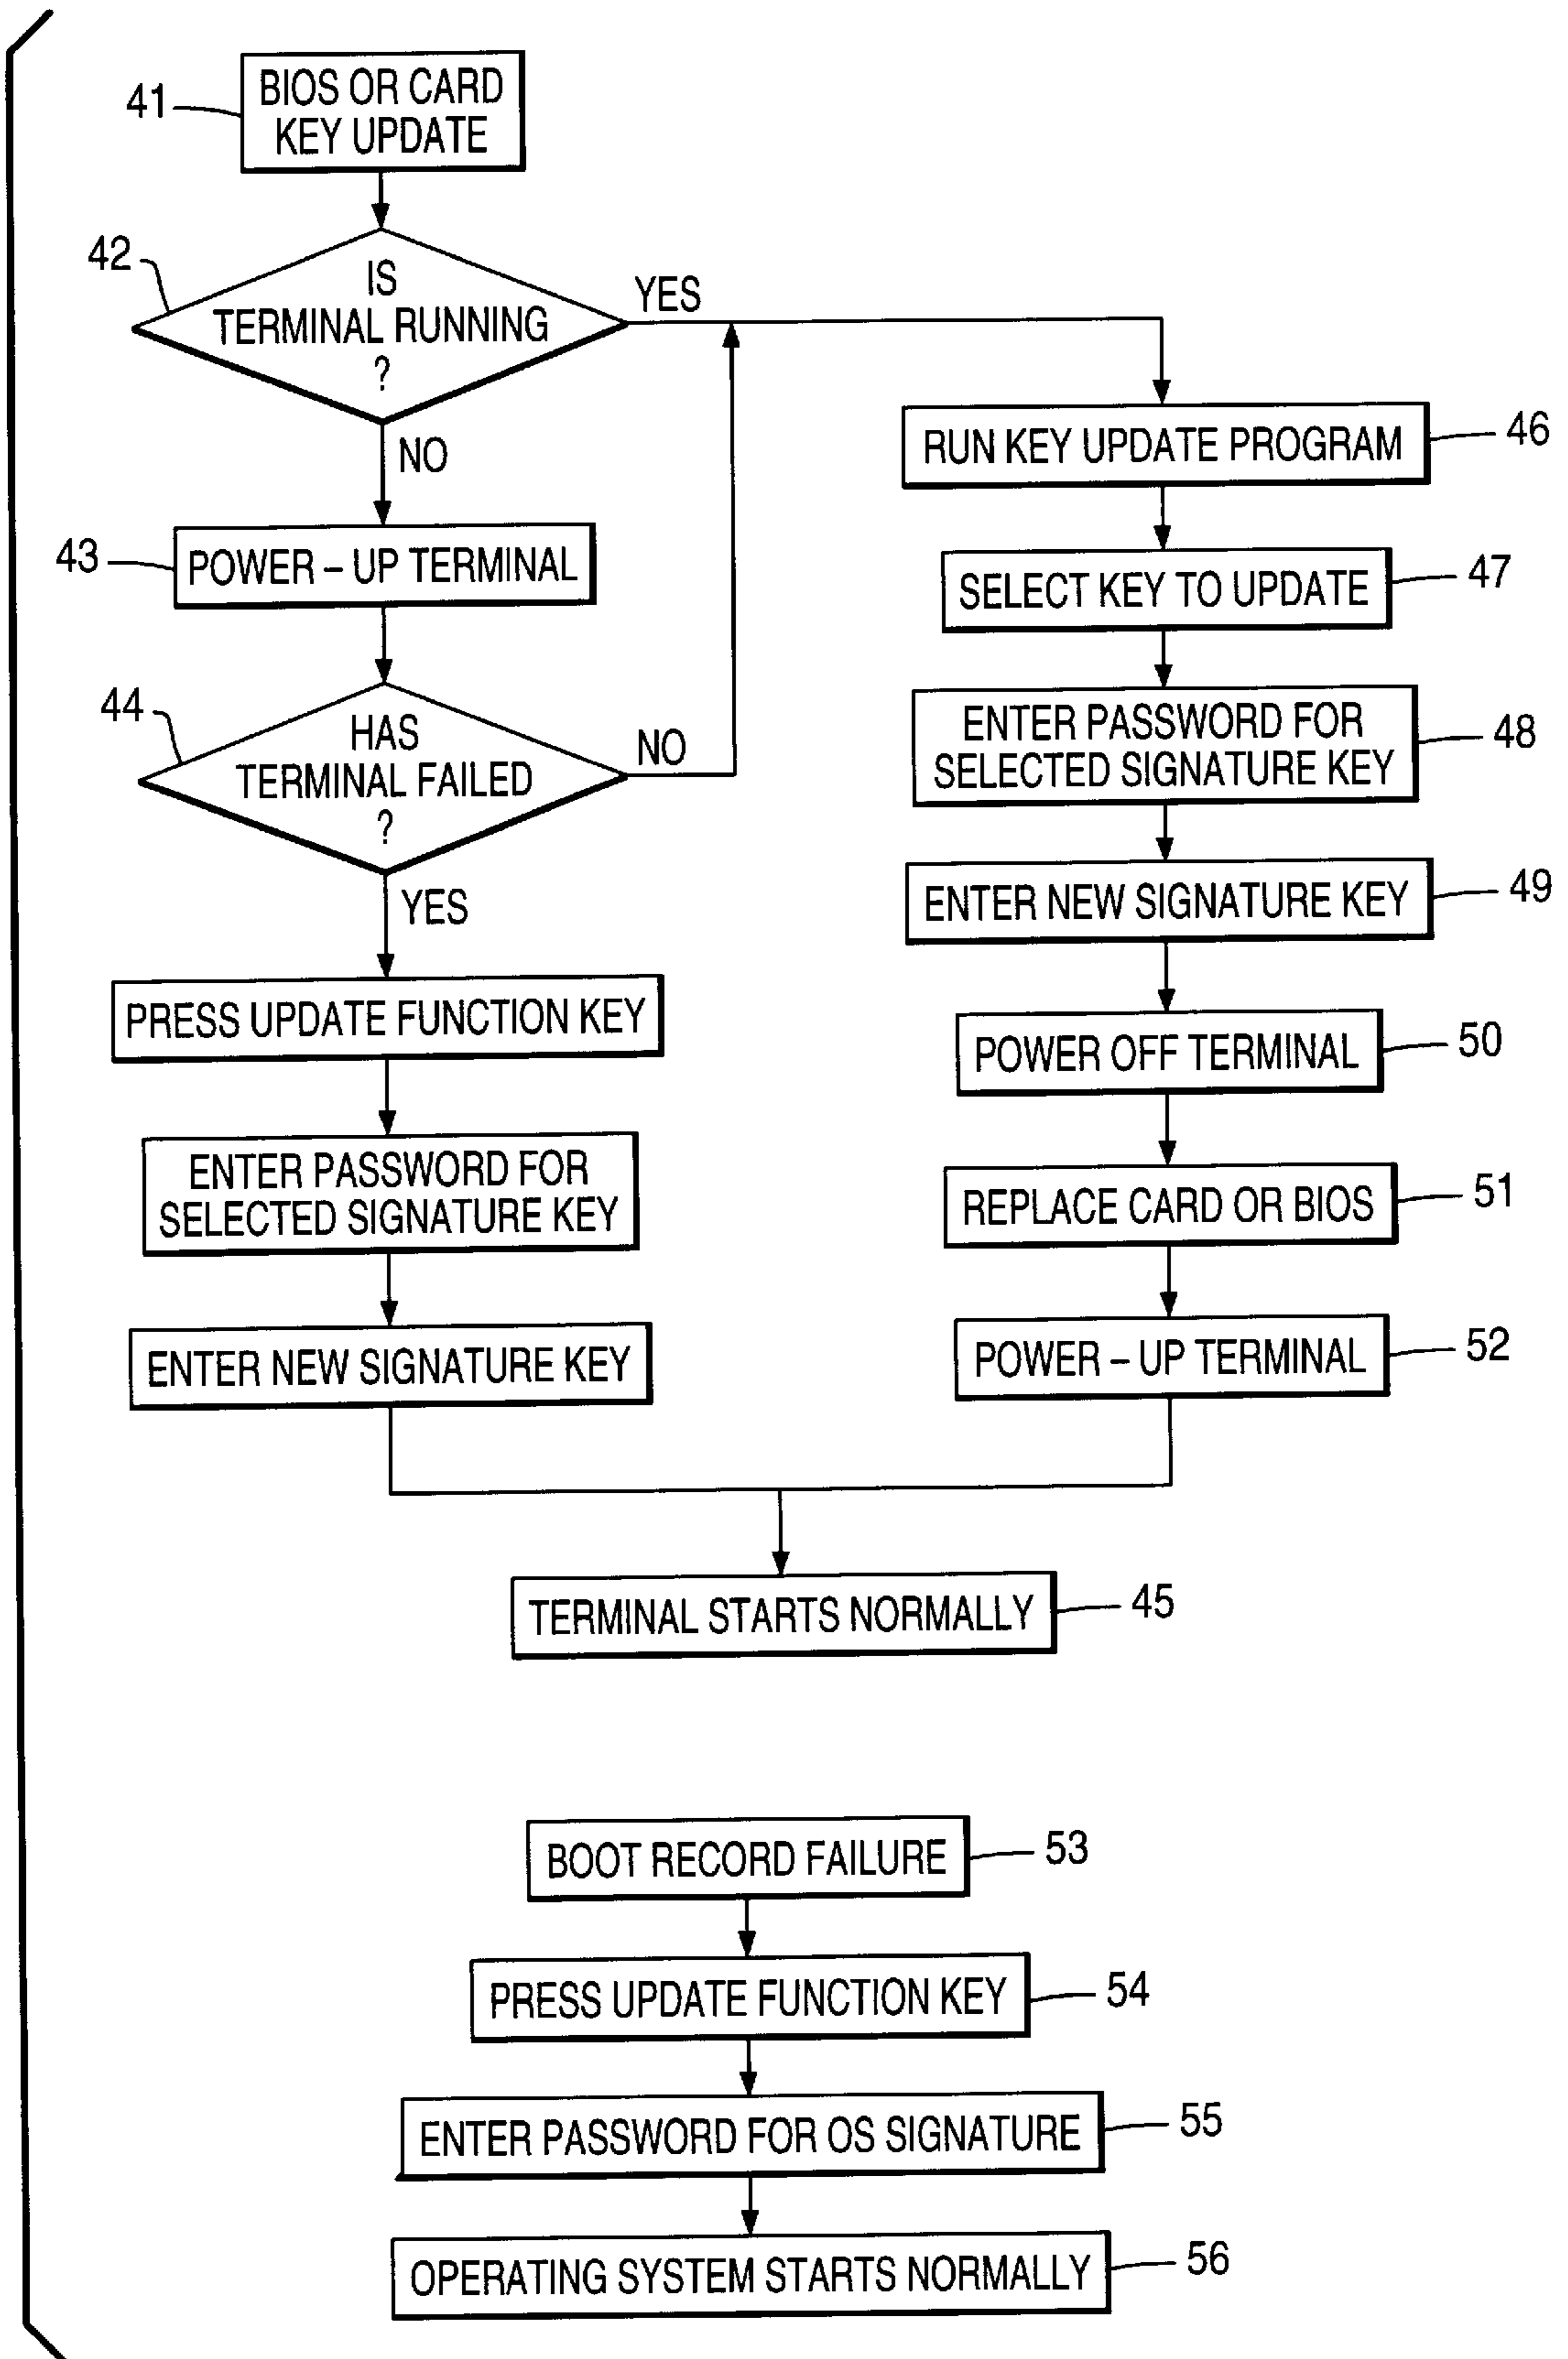 41
BIOS OR CARD
KEY UPDATE
42
IS
TERMINAL RUNNING
?
YES
NO
43
POWER – UP TERMINAL
44
HAS
TERMINAL FAILED
?
NO
YES
PRESS UPDATE FUNCTION KEY
ENTER PASSWORD FOR
SELECTED SIGNATURE KEY
ENTER NEW SIGNATURE KEY
RUN KEY UPDATE PROGRAM
46
SELECT KEY TO UPDATE
47
ENTER PASSWORD FOR
SELECTED SIGNATURE KEY
48
ENTER NEW SIGNATURE KEY
49
POWER OFF TERMINAL
50
REPLACE CARD OR BIOS
51
POWER – UP TERMINAL
52
TERMINAL STARTS NORMALLY
45
BOOT RECORD FAILURE
53
PRESS UPDATE FUNCTION KEY
54
ENTER PASSWORD FOR OS SIGNATURE
55
OPERATING SYSTEM STARTS NORMALLY
56